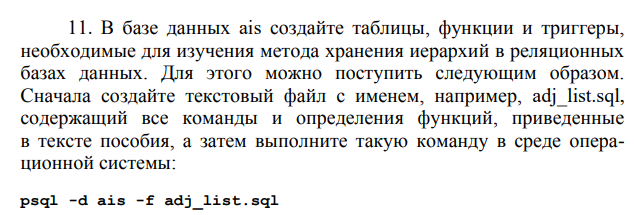 11. В базе данных ais создайте таблицы, функции и триггеры,
необходимые для изучения метода хранения иерархий в реляционных
базах данных. Для этого можно поступить следующим образом.
Сначала создайте текстовый файл с именем, например, adj_list.sql,
содержащий все команды и определения функций, приведенные
в тексте пособия, а затем выполните такую команду в среде опера-
ционной системы:
psql -d ais -f adj_list.sql